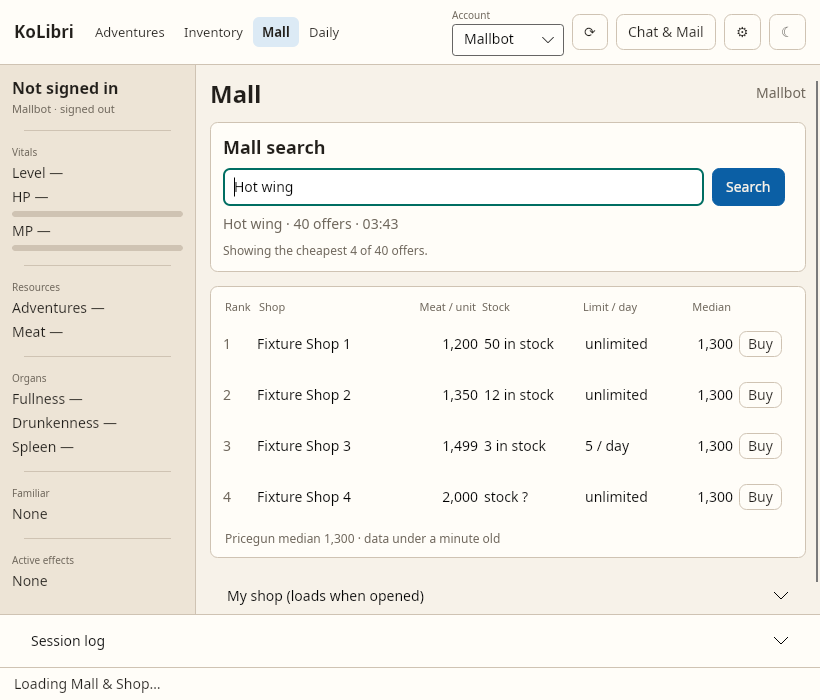 KoLibri Adventures Inventory Mall Daily Account Mallbot ⟳ Chat & Mail ⚙ ☾
Not signed in
Mallbot · signed out
Vitals
Level —
HP —
MP —
Resources
Adventures —
Meat —
Organs
Fullness —
Drunkenness —
Spleen —
Familiar
None
Active effects
None
Mall Mallbot
Mall search
Hot wing Search
Hot wing · 40 offers · 03:43
Showing the cheapest 4 of 40 offers.
Rank Shop Meat / unit Stock Limit / day Median
1 Fixture Shop 1 1,200 50 in stock unlimited 1,300 Buy
2 Fixture Shop 2 1,350 12 in stock unlimited 1,300 Buy
3 Fixture Shop 3 1,499 3 in stock 5 / day 1,300 Buy
4 Fixture Shop 4 2,000 stock ? unlimited 1,300 Buy
Pricegun median 1,300 · data under a minute old
My shop (loads when opened)
Session log
Loading Mall & Shop…